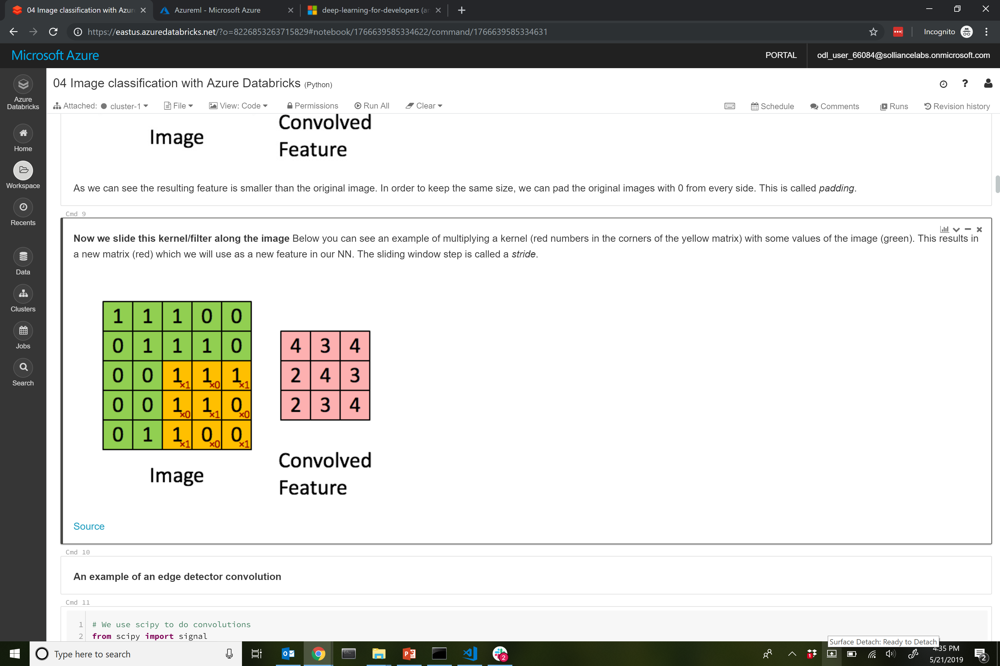 04 Image classification with Azur
Azureml - Microsoft Azure
deep-learning-for-developers (a
https://eastus.azuredatabricks.net/?o=8226853263715829#notebook/1766639585334622/command/1766639585334631
Incognito
Microsoft Azure
PORTAL
odl_user_66084@solliancelabs.onmicrosoft.com
Azure
Databricks
Home
Workspace
Recents
Data
Clusters
Jobs
Search
04 Image classification with Azure Databricks (Python)
Attached: cluster-1 File View: Code Permissions Run All Clear
Schedule Comments Runs Revision history
Image
Convolved
Feature
As we can see the resulting feature is smaller than the original image. In order to keep the same size, we can pad the original images with 0 from every side. This is called padding.
Cmd 9
Now we slide this kernel/filter along the image Below you can see an example of multiplying a kernel (red numbers in the corners of the yellow matrix) with some values of the image (green). This results in
a new matrix (red) which we will use as a new feature in our NN. The sliding window step is called a stride.
1 1 1 0 0
0 1 1 1 0
0 0 1×1 1×0 1×1
0 0 1×0 1×1 0×0
0 1 1×1 0×0 0×1
Image
4 3 4
2 4 3
2 3 4
Convolved
Feature
Source
Cmd 10
An example of an edge detector convolution
Cmd 11
1 # We use scipy to do convolutions
2 from scipy import signal
Surface Detach: Ready to Detach
Type here to search
2
1
4:35 PM
5/21/2019
2